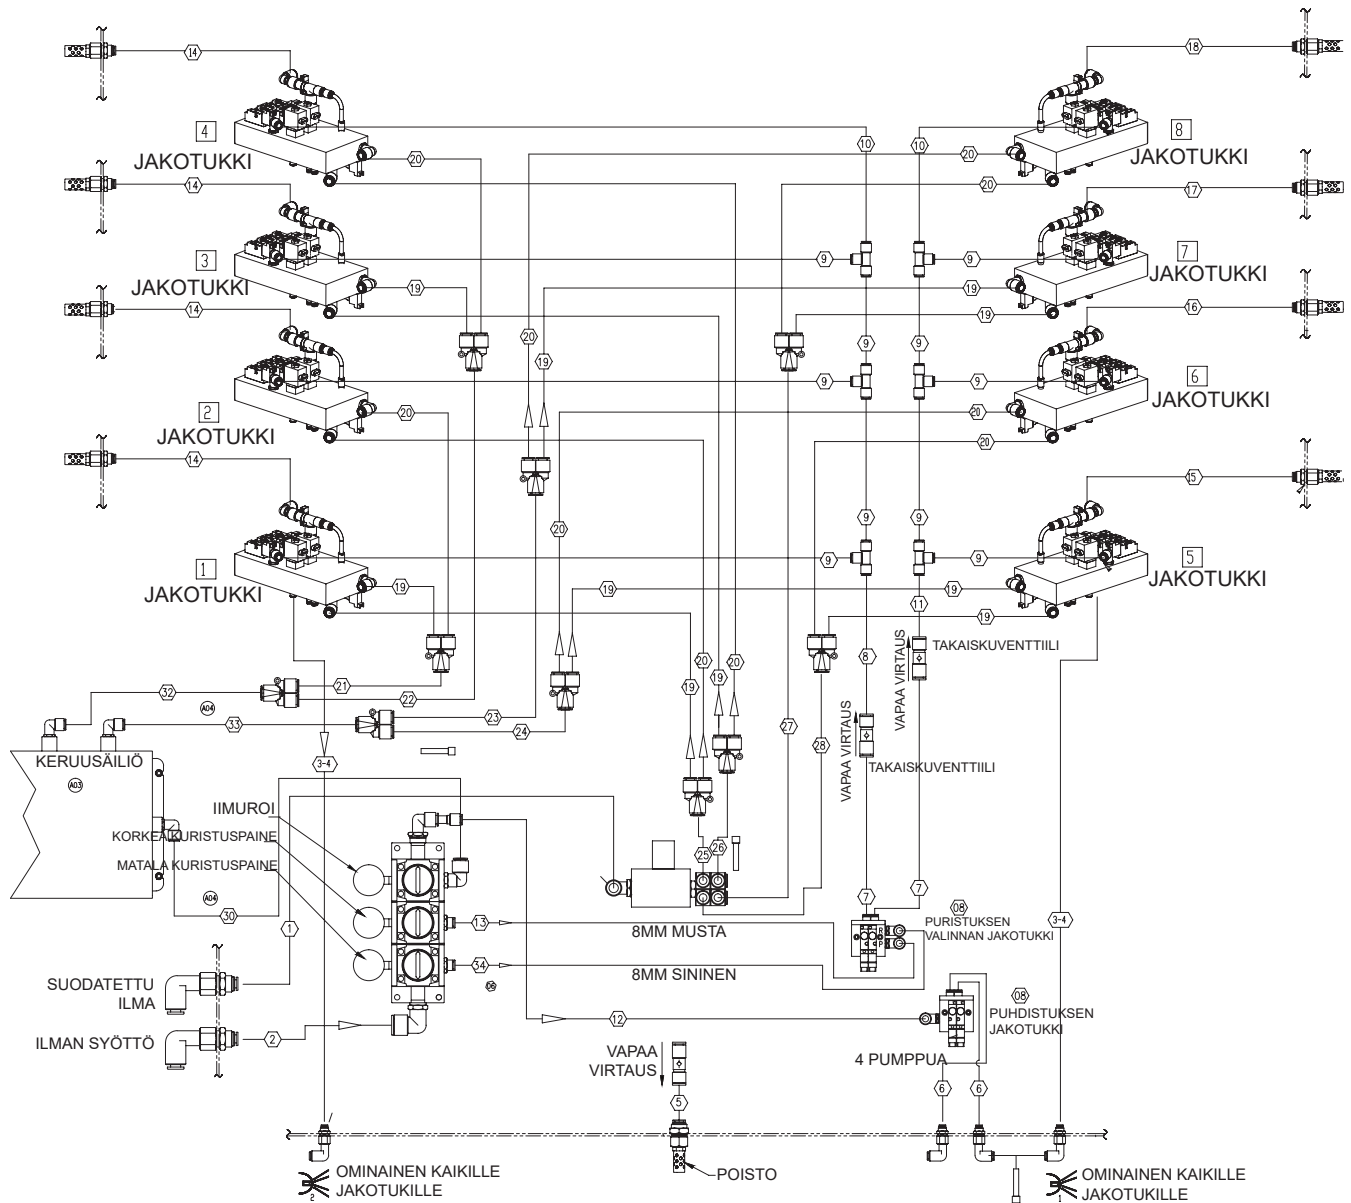 14
18
4
JAKOTUKKI
8
JAKOTUKKI
10
10
20
20
20
14
17
3
JAKOTUKKI
7
JAKOTUKKI
9
9
19
19
19
14
16
20
19
9
9
2
JAKOTUKKI
6
JAKOTUKKI
9
9
20
20
20
14
15
20
9
9
1
JAKOTUKKI
5
JAKOTUKKI
9
9
19
19
19
11
19
20
19
20
8
VAPAA VIRTAUS
TAKAISKUVENTTIILI
VAPAA VIRTAUS
TAKAISKUVENTTIILI
32
21
22
A04
33
23
24
27
28
3-4
KERUUSÄILIÖ
A03
IIMUROI
KORKEA KURISTUSPAINE
MATALA KURISTUSPAINE
25
26
A04
30
1
7
7
3-4
13
8MM MUSTA
08
PURISTUKSEN
VALINNAN JAKOTUKKI
34
8MM SININEN
06
SUODATETTU
ILMA
ILMAN SYÖTTÖ
2
12
08
PUHDISTUKSEN
JAKOTUKKI
4 PUMPPUA
VAPAA
VIRTAUS
5
6
6
POISTO
OMINAINEN KAIKILLE
JAKOTUKILLE
2
OMINAINEN KAIKILLE
JAKOTUKILLE
1